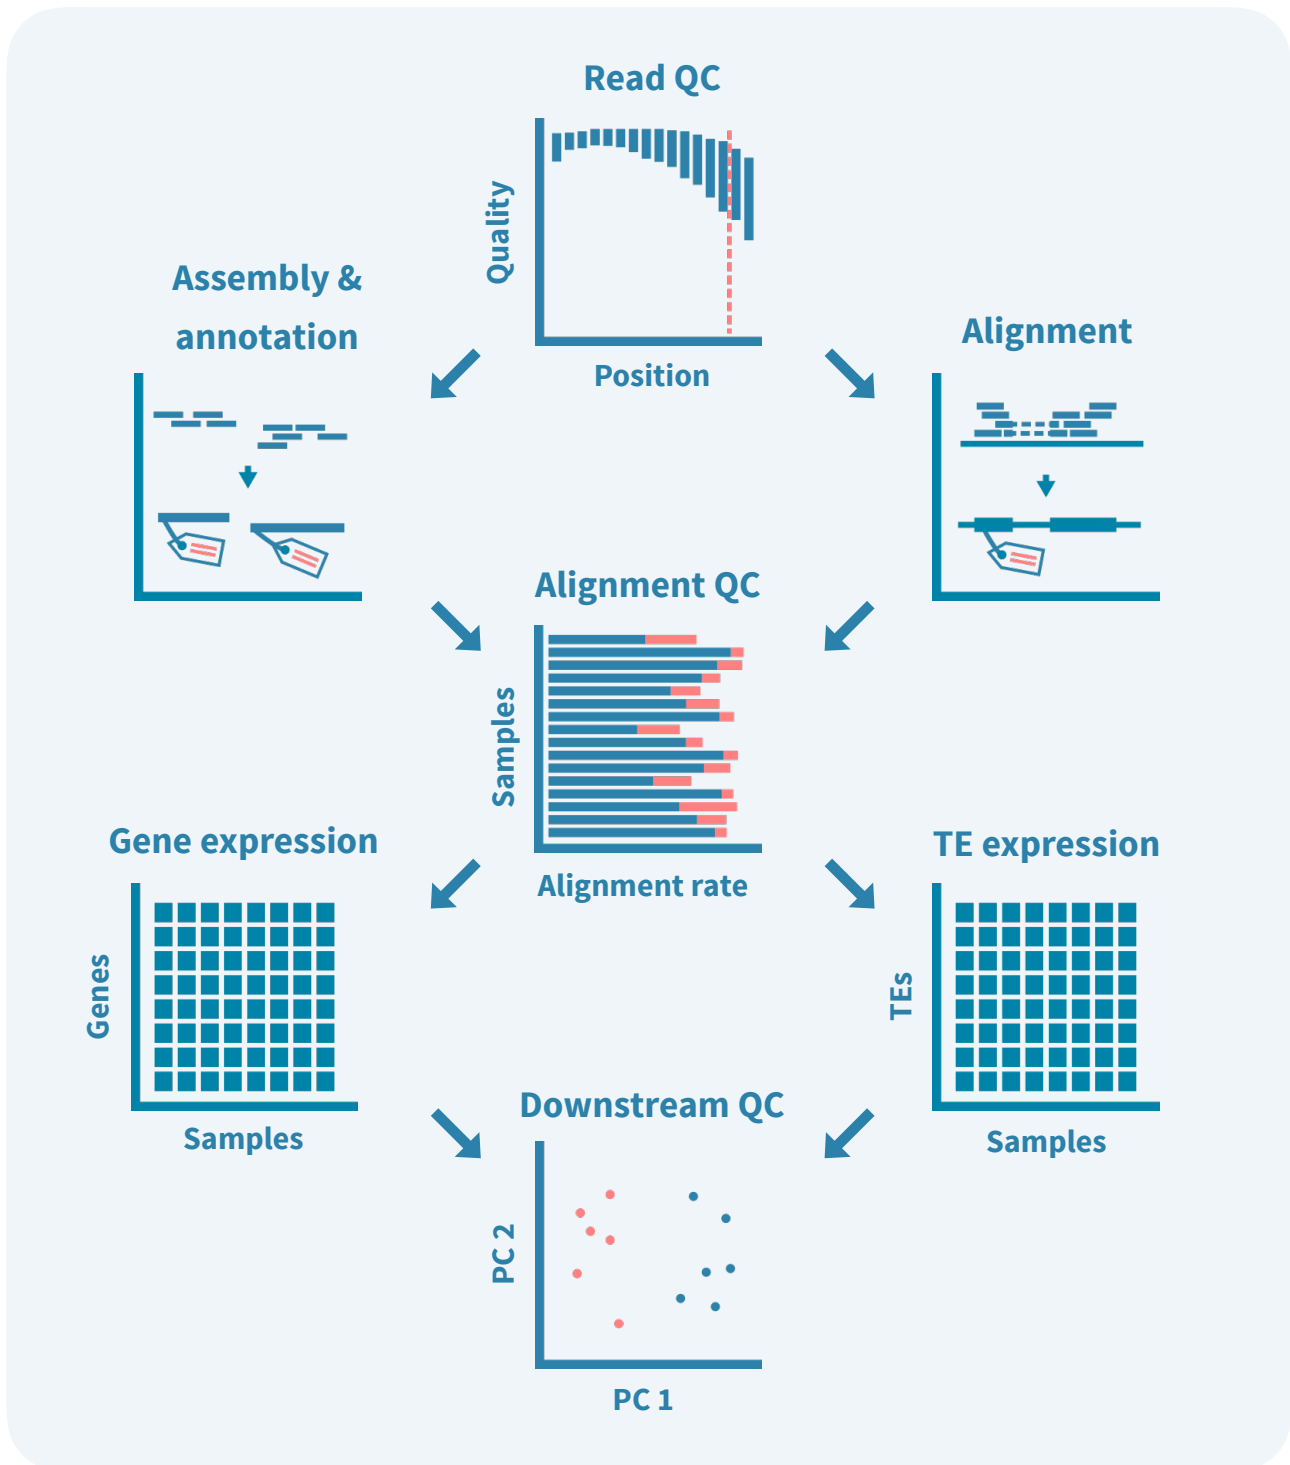 Read QC
Quality
Position
Assembly &
annotation
Alignment
Alignment QC
Samples
Alignment rate
Gene expression
Genes
Samples
TE expression
TEs
Samples
Downstream QC
PC 2
PC 1